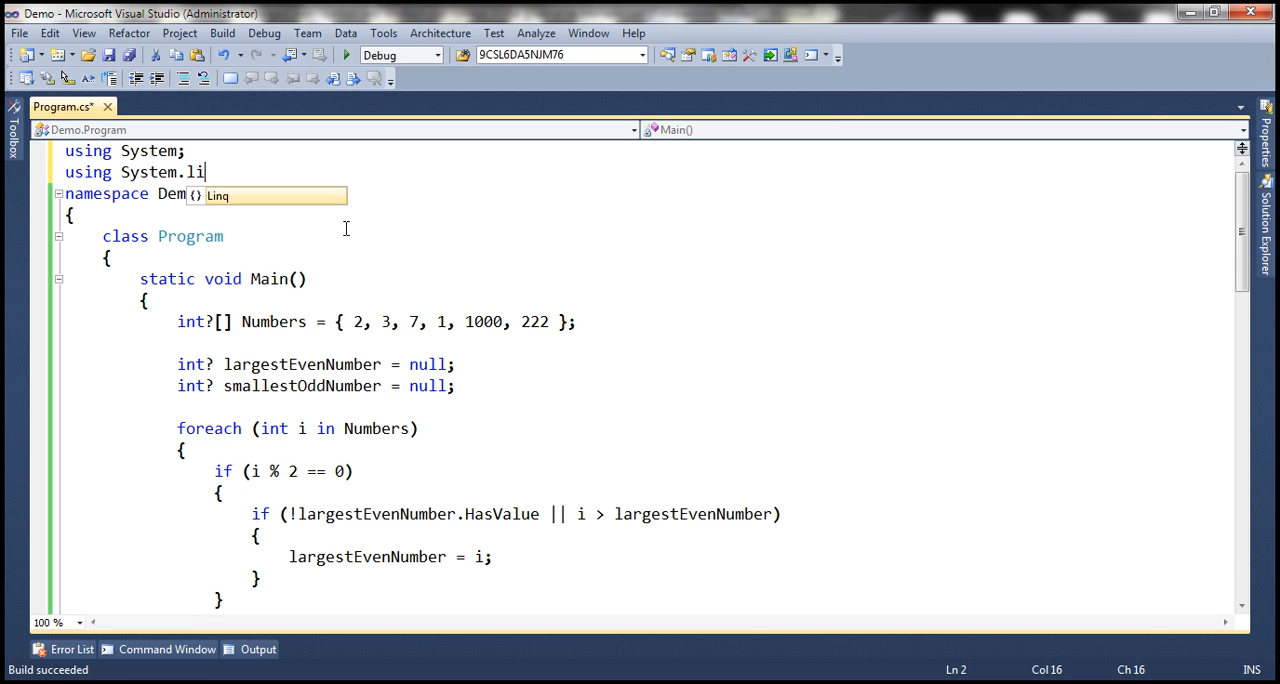 Demo - Microsoft Visual Studio (Administrator)
File Edit View Refactor Project Build Debug Team Data Tools Architecture Test Analyze Window Help
Debug 9CSL6DA5NJM76
Program.cs* ×
Toolbox
Demo.Program Main()
Properties
Solution Explorer
using System;
using System.li
namespace Dem {} Linq
{
class Program
{
static void Main()
{
int?[] Numbers = { 2, 3, 7, 1, 1000, 222 };
int? largestEvenNumber = null;
int? smallestOddNumber = null;
foreach (int i in Numbers)
{
if (i % 2 == 0)
{
if (!largestEvenNumber.HasValue || i > largestEvenNumber)
{
largestEvenNumber = i;
}
}
100 %
Error List Command Window Output
Build succeeded Ln 2 Col 16 Ch 16 INS